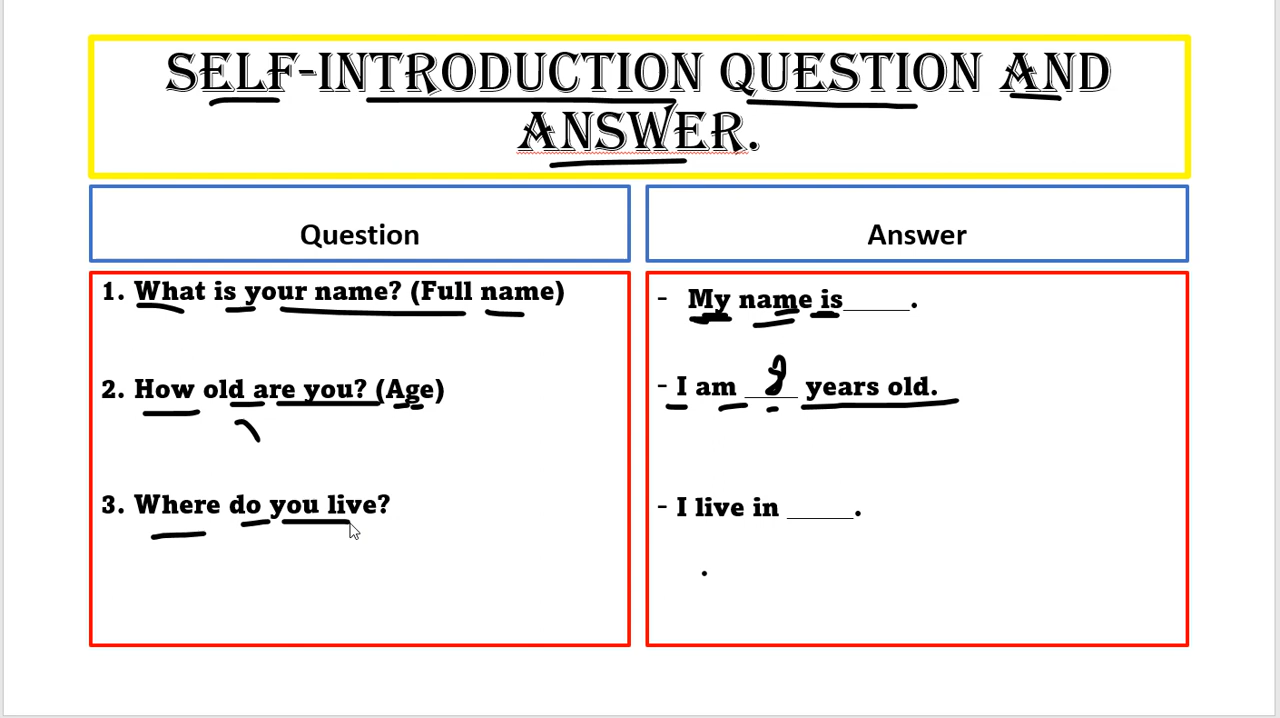 SELF-INTRODUCTION QUESTION AND
ANSWER.
Question
Answer
1. What is your name? (Full name)
- My name is_____.
2. How old are you? (Age)
- I am ____ years old.
3. Where do you live?
- I live in _____.